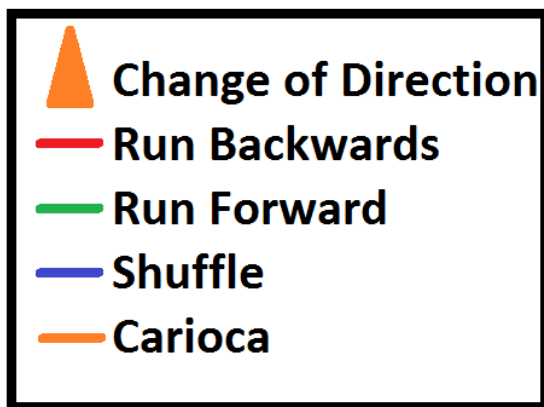 Change of Direction
Run Backwards
Run Forward
Shuffle
Carioca